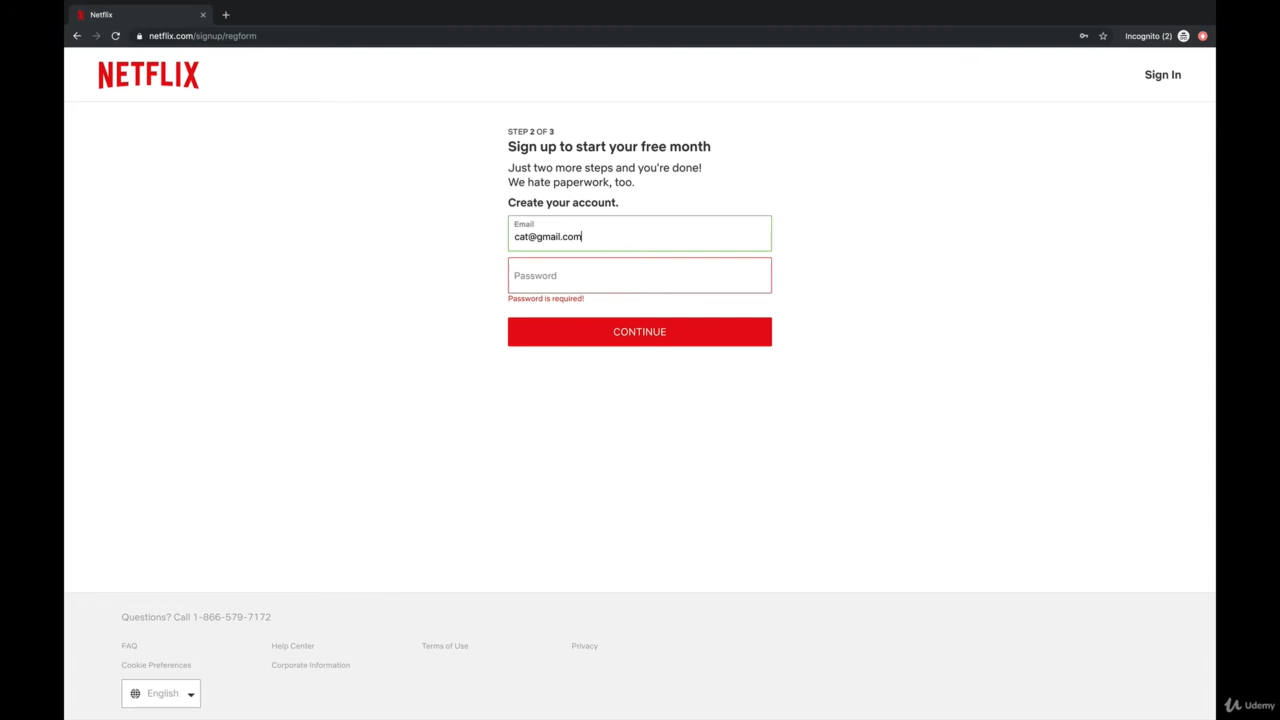 Netflix
netflix.com/signup/regform
Incognito (2)
NETFLIX
Sign In
STEP 2 OF 3
Sign up to start your free month
Just two more steps and you're done!
We hate paperwork, too.
Create your account.
Email
cat@gmail.com
Password
Password is required!
CONTINUE
Questions? Call 1-866-579-7172
FAQ Help Center Terms of Use Privacy
Cookie Preferences Corporate Information
English
Udemy